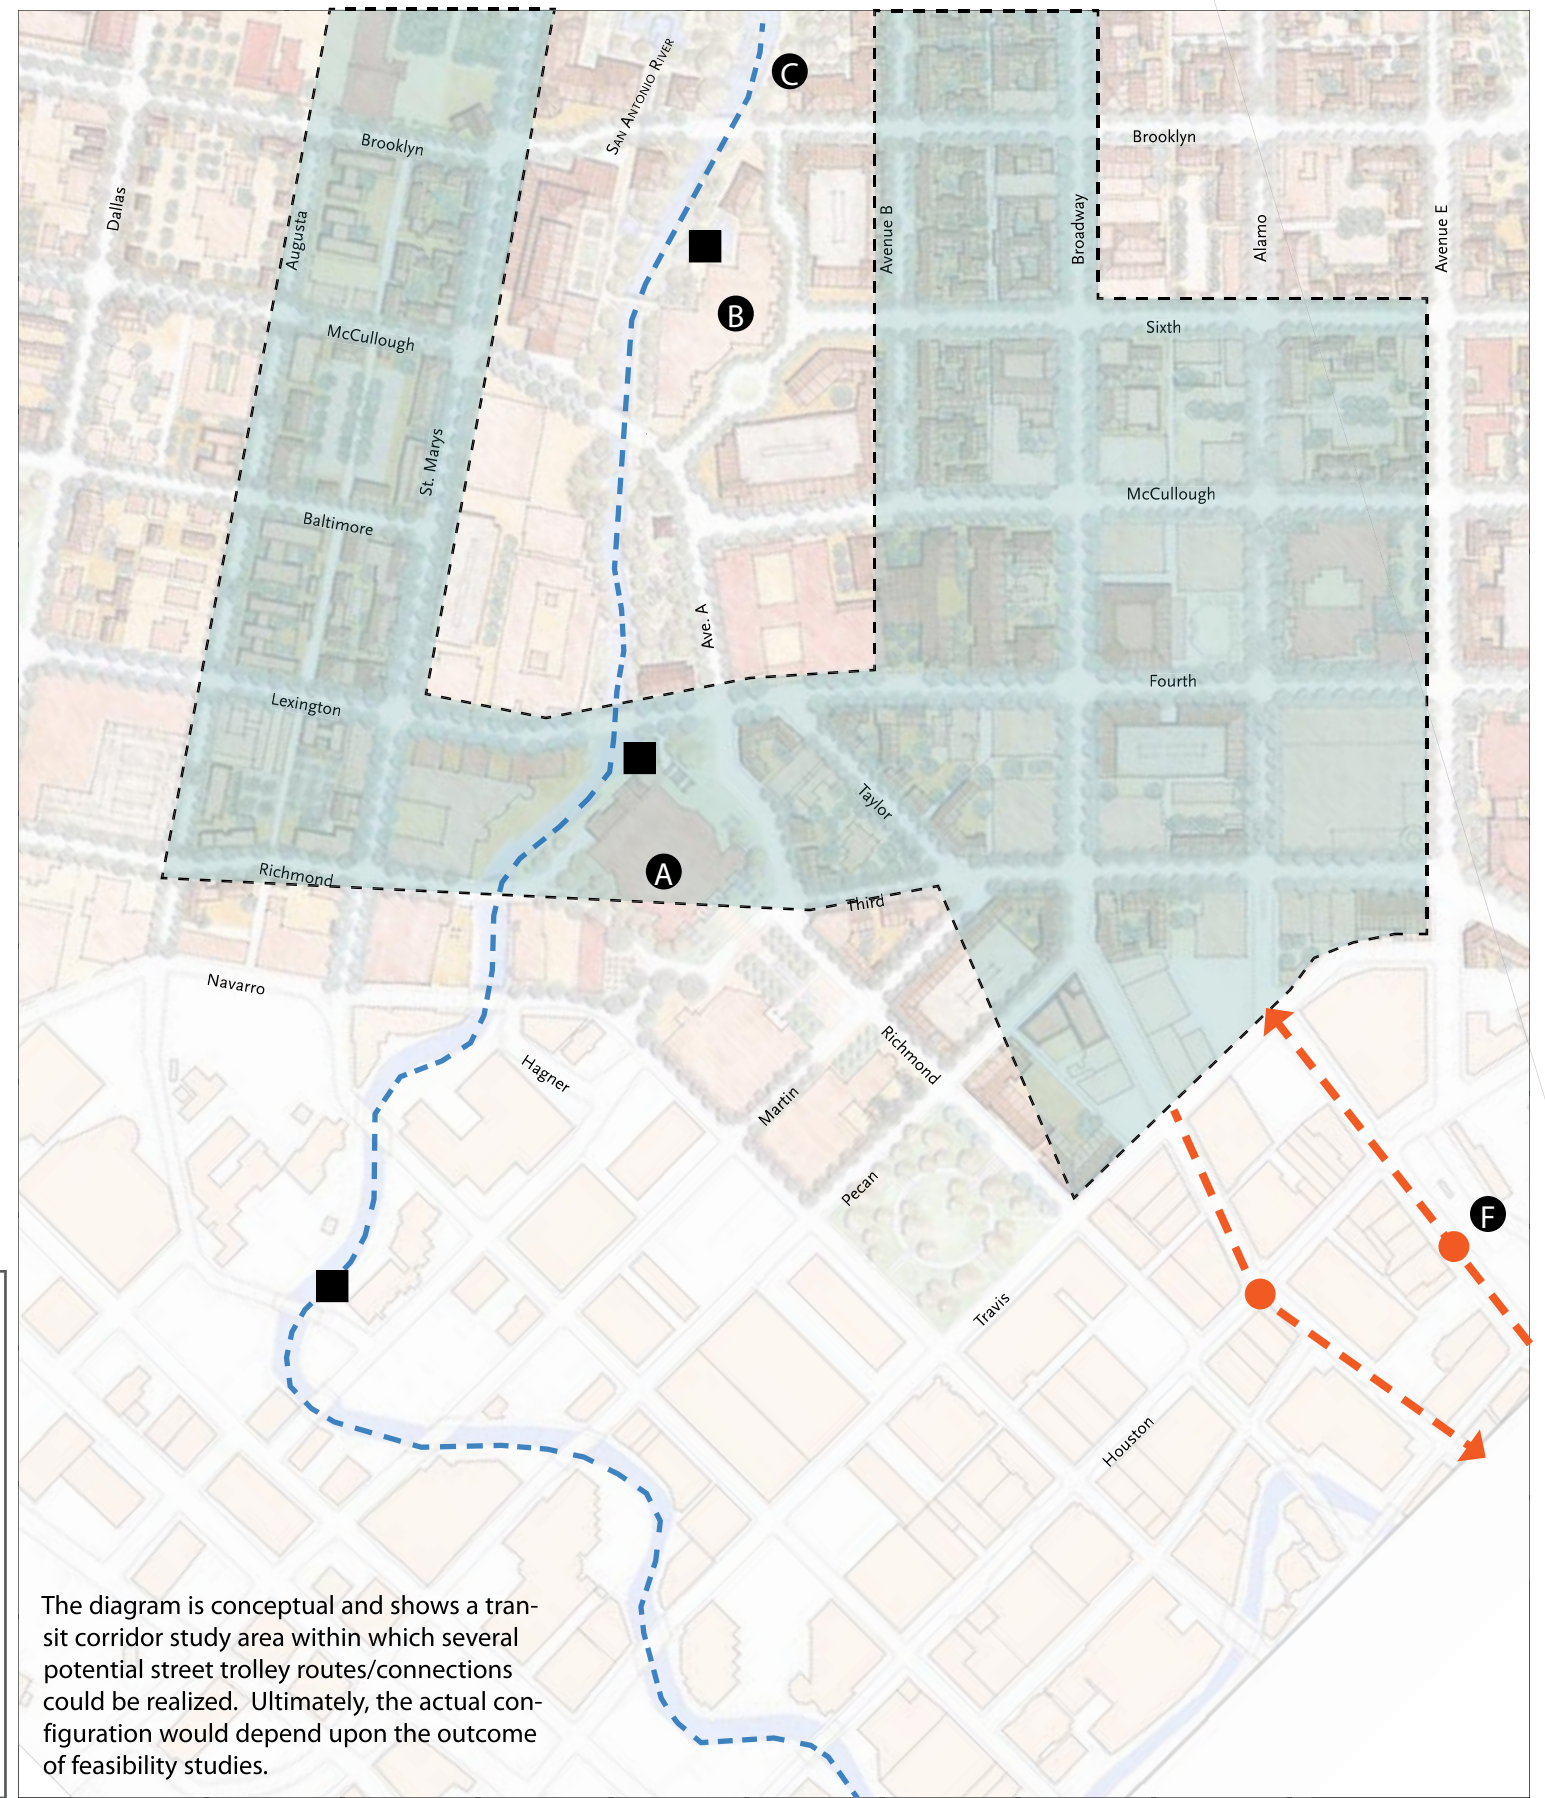 C
SAN ANTONIO RIVER
Brooklyn
Brooklyn
Dallas
Augusta
Avenue B
Broadway
Alamo
Avenue E
B
McCullough
Sixth
St. Marys
McCullough
Baltimore
Ave. A
Fourth
Lexington
Taylor
A
Richmond
Third
Navarro
Hagner
Richmond
Martin
Pecan
F
Travis
Houston
The diagram is conceptual and shows a tran-
sit corridor study area within which several
potential street trolley routes/connections
could be realized.  Ultimately, the actual con-
figuration would depend upon the outcome
of feasibility studies.